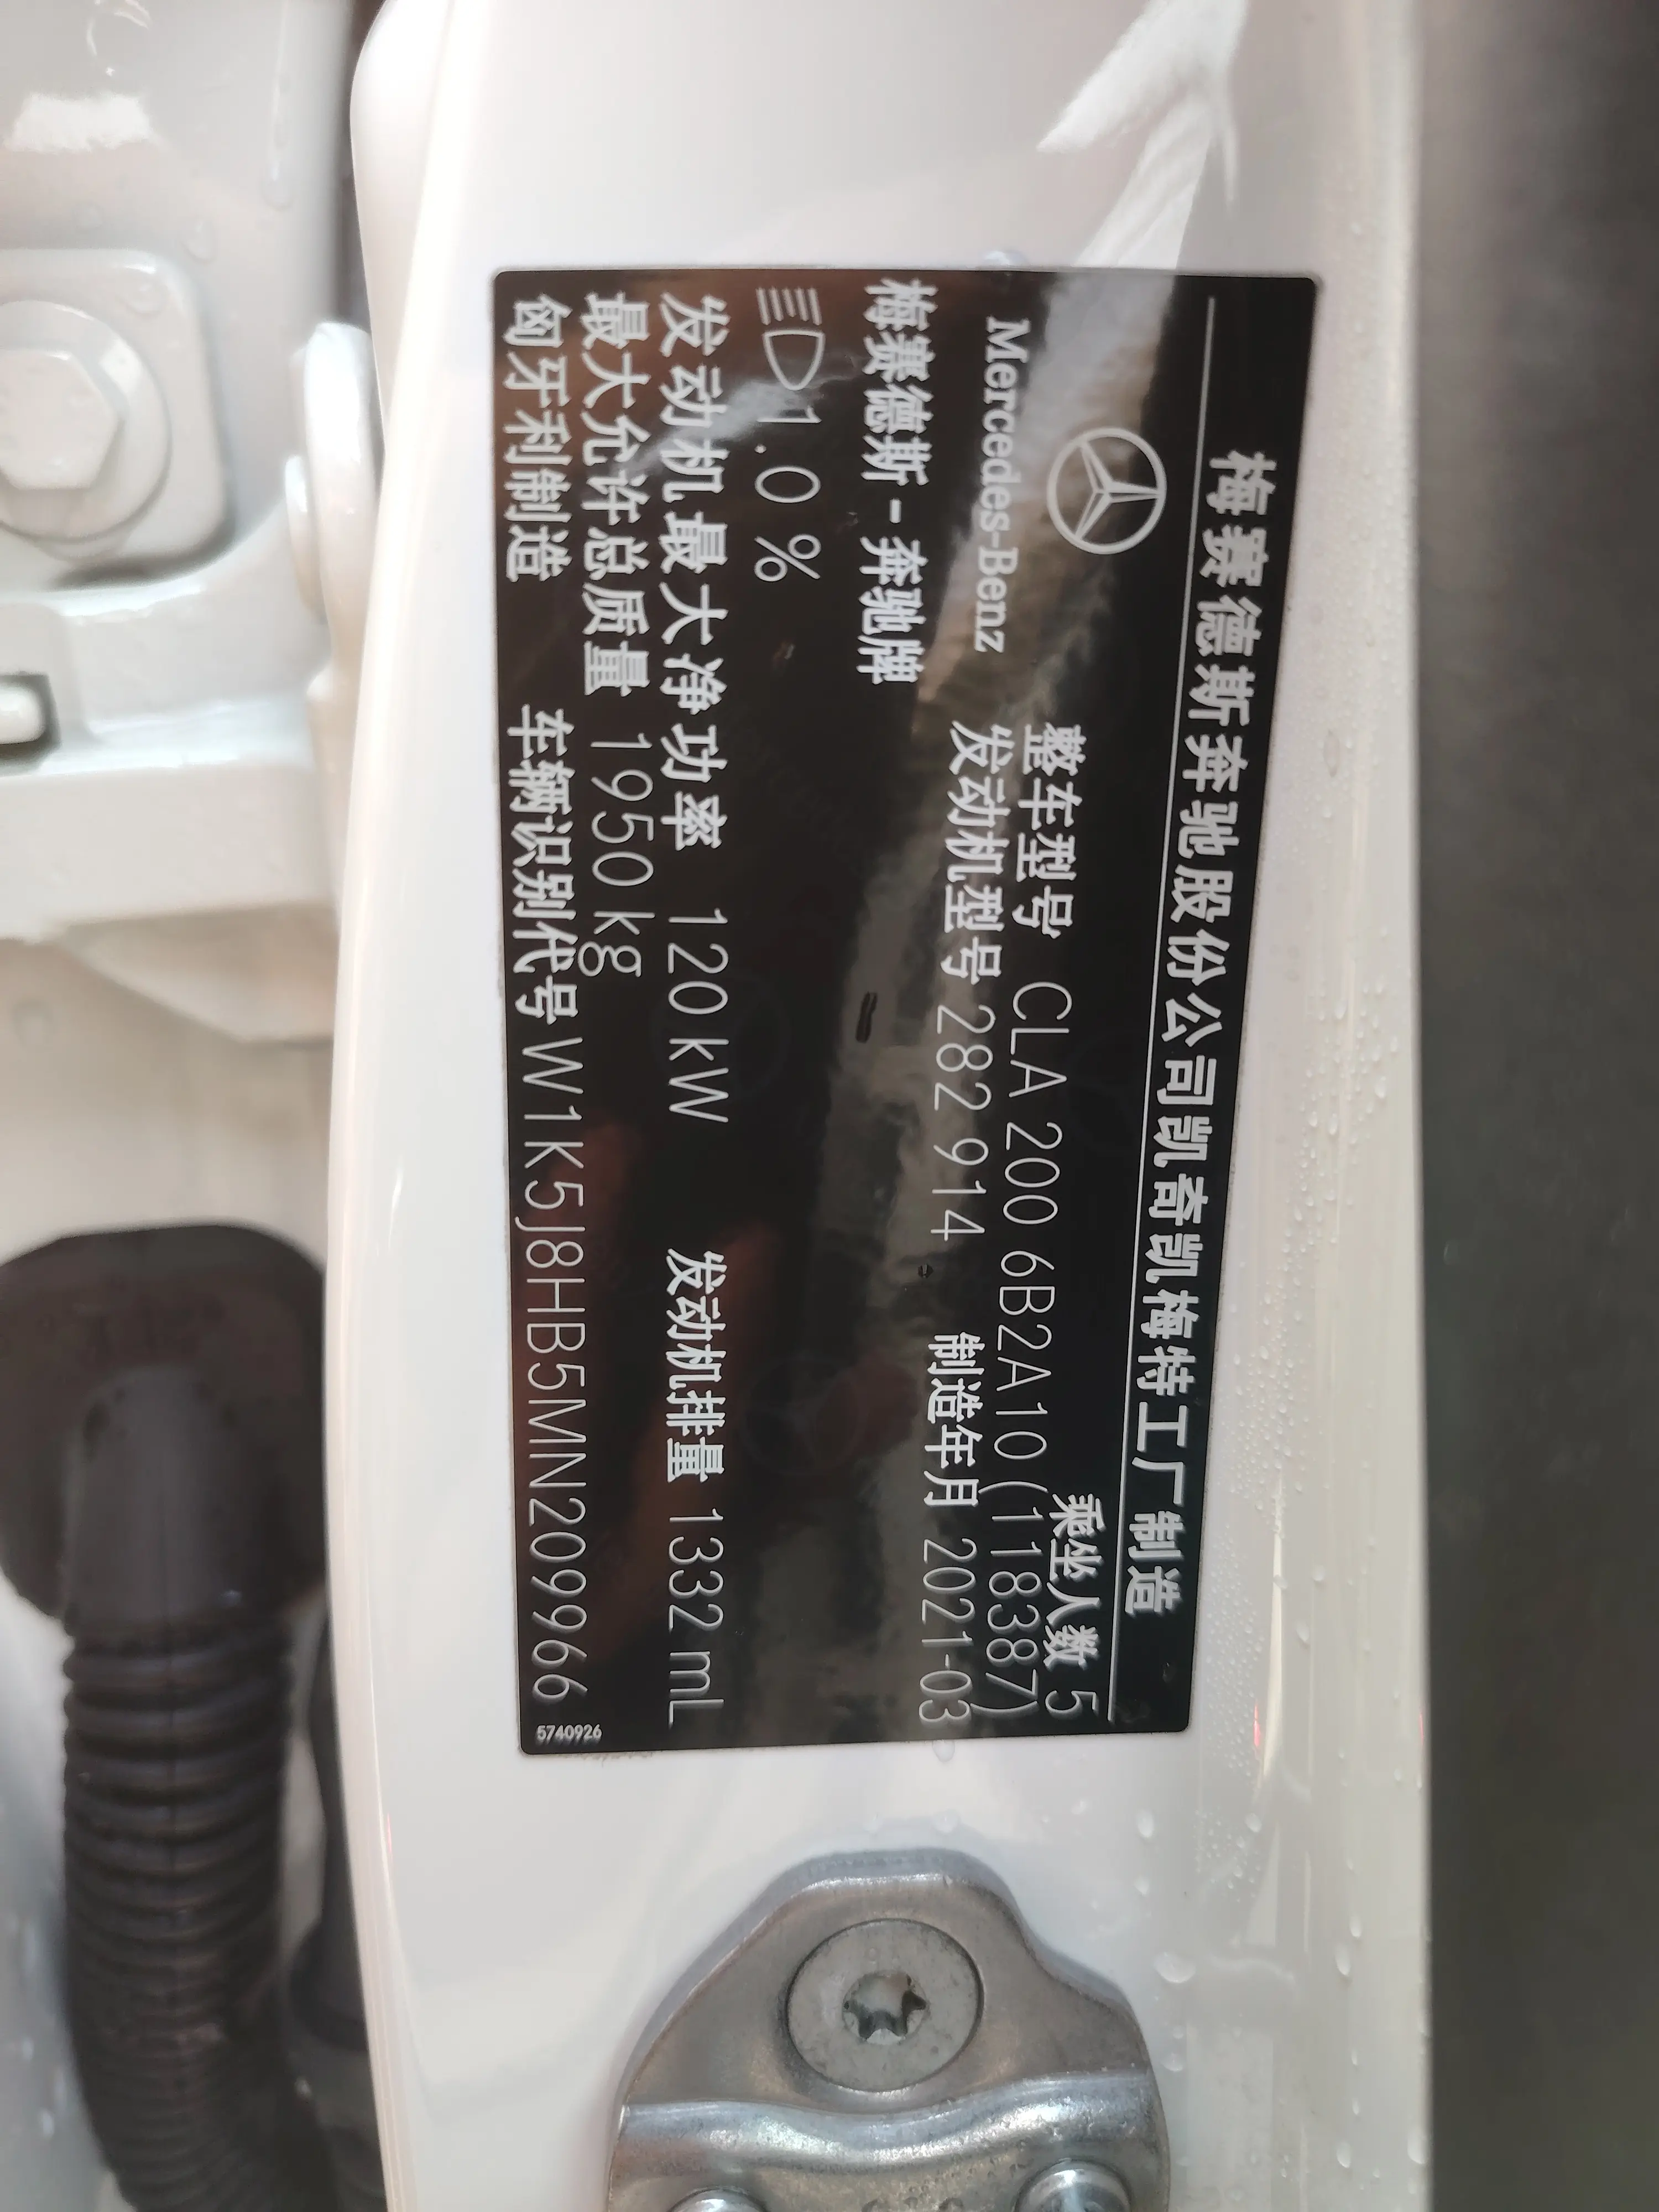 梅赛德斯奔驰股份公司凯奇凯梅特工厂制造
乘坐人数 5
Mercedes-Benz
整车型号 CLA 200 6B2A10(118387)
发动机型号 282 914 制造年月 2021-03
梅赛德斯-奔驰牌
1.0 %
发动机最大净功率 120 kW 发动机排量 1332 mL
最大允许总质量 1950 kg
匈牙利制造 车辆识别代号 W1K5J8HB5MN209966
5740926